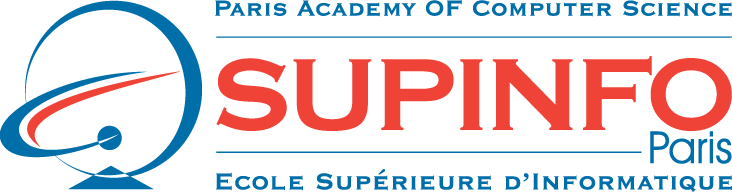 Paris Academy OF Computer Science
SUPINFO
Paris
Ecole Supérieure d'Informatique